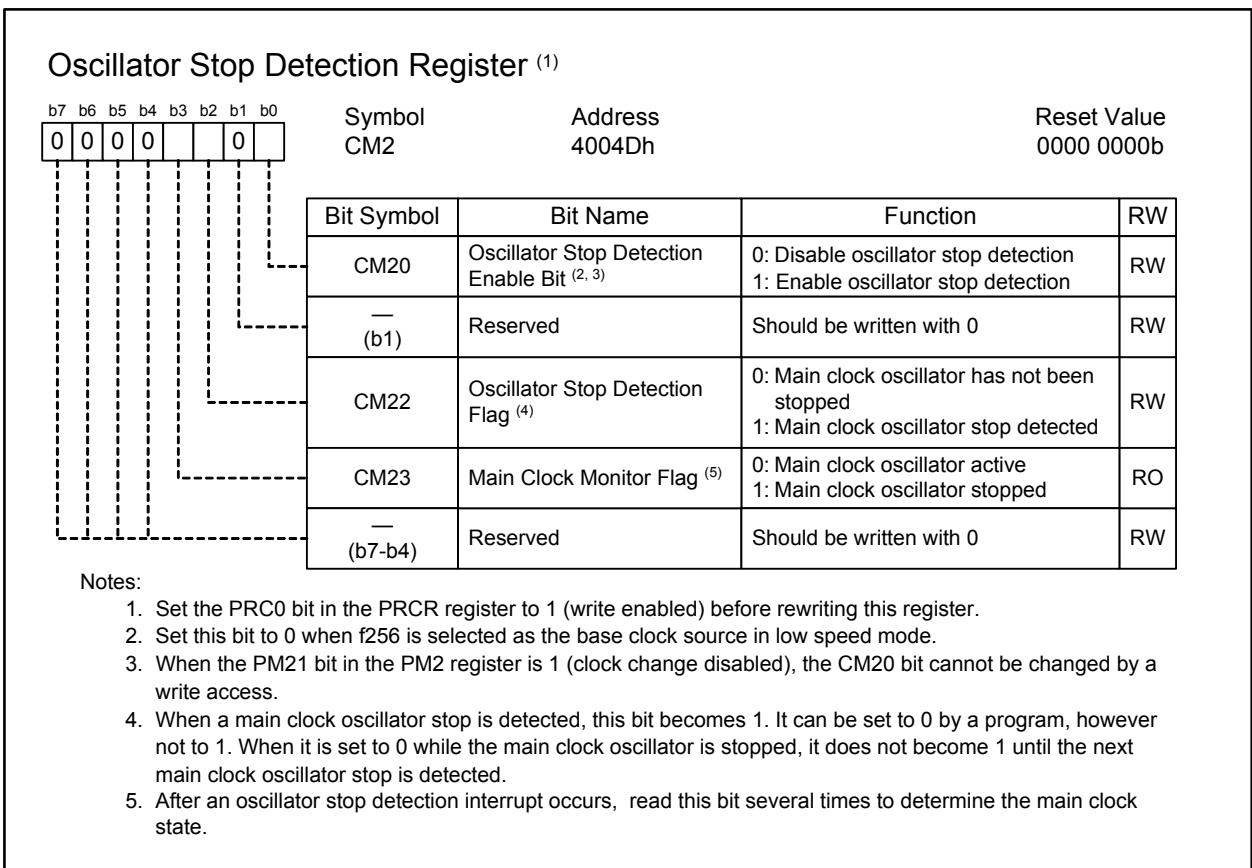 Oscillator Stop Detection Register (1)
b7 b6 b5 b4 b3 b2 b1 b0
0 0 0 0 0
Symbol Address Reset Value
CM2 4004Dh 0000 0000b
Bit Symbol Bit Name Function RW
CM20 Oscillator Stop Detection Enable Bit (2, 3) 0: Disable oscillator stop detection 1: Enable oscillator stop detection RW
— (b1) Reserved Should be written with 0 RW
CM22 Oscillator Stop Detection Flag (4) 0: Main clock oscillator has not been stopped 1: Main clock oscillator stop detected RW
CM23 Main Clock Monitor Flag (5) 0: Main clock oscillator active 1: Main clock oscillator stopped RO
— (b7-b4) Reserved Should be written with 0 RW
Notes:
1. Set the PRC0 bit in the PRCR register to 1 (write enabled) before rewriting this register.
2. Set this bit to 0 when f256 is selected as the base clock source in low speed mode.
3. When the PM21 bit in the PM2 register is 1 (clock change disabled), the CM20 bit cannot be changed by a
write access.
4. When a main clock oscillator stop is detected, this bit becomes 1. It can be set to 0 by a program, however
not to 1. When it is set to 0 while the main clock oscillator is stopped, it does not become 1 until the next
main clock oscillator stop is detected.
5. After an oscillator stop detection interrupt occurs, read this bit several times to determine the main clock
state.